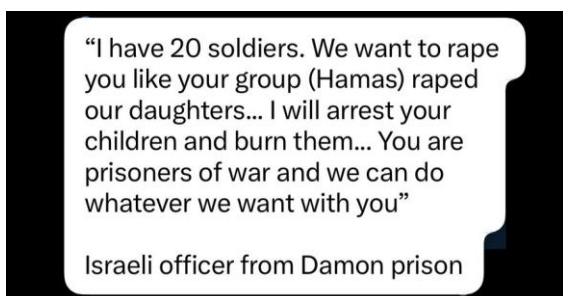 “I have 20 soldiers. We want to rape
you like your group (Hamas) raped
our daughters... I will arrest your
children and burn them... You are
prisoners of war and we can do
whatever we want with you”
Israeli officer from Damon prison